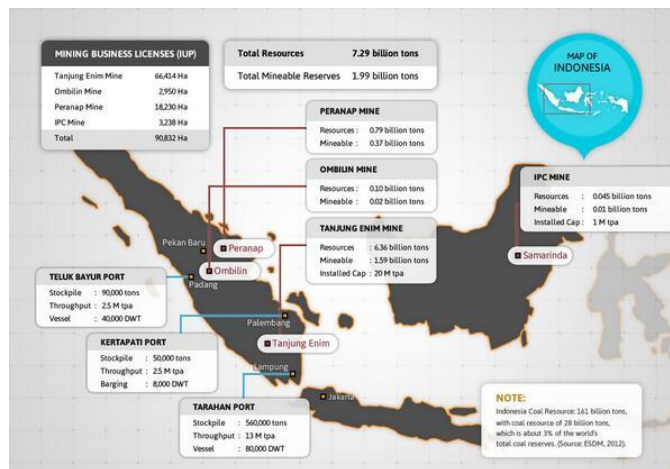 MINING BUSINESS LICENSES (IUP)
Tanjung Enim Mine 66,414 Ha
Ombilin Mine 2,950 Ha
Peranap Mine 18,230 Ha
IPC Mine 3,238 Ha
Total 90,832 Ha
Total Resources 7.29 billion tons
Total Mineable Reserves 1.99 billion tons
MAP OF
INDONESIA
PERANAP MINE
Resources : 0.79 billion tons
Mineable : 0.37 billion tons
OMBILIN MINE
Resources : 0.10 billion tons
Mineable : 0.02 billion tons
TANJUNG ENIM MINE
Resources : 6.36 billion tons
Mineable : 1.59 billion tons
Installed Cap : 20 M tpa
IPC MINE
Resources : 0.045 billion tons
Mineable : 0.01 billion tons
Installed Cap : 1 M tpa
Pekan Baru
Peranap
Ombilin
Padang
Samarinda
TELUK BAYUR PORT
Stockpile : 90,000 tons
Throughput : 2.5 M tpa
Vessel : 40,000 DWT
Palembang
Tanjung Enim
KERTAPATI PORT
Stockpile : 50,000 tons
Throughput : 2.5 M tpa
Barging : 8,000 DWT
Lampung
Jakarta
TARAHAN PORT
Stockpile : 560,000 tons
Throughput : 13 M tpa
Vessel : 80,000 DWT
NOTE:
Indonesia Coal Resource: 161 billion tons,
with coal resource of 28 billion tons,
which is about 3% of the world's
total coal reserves. (Source: ESDM, 2012).